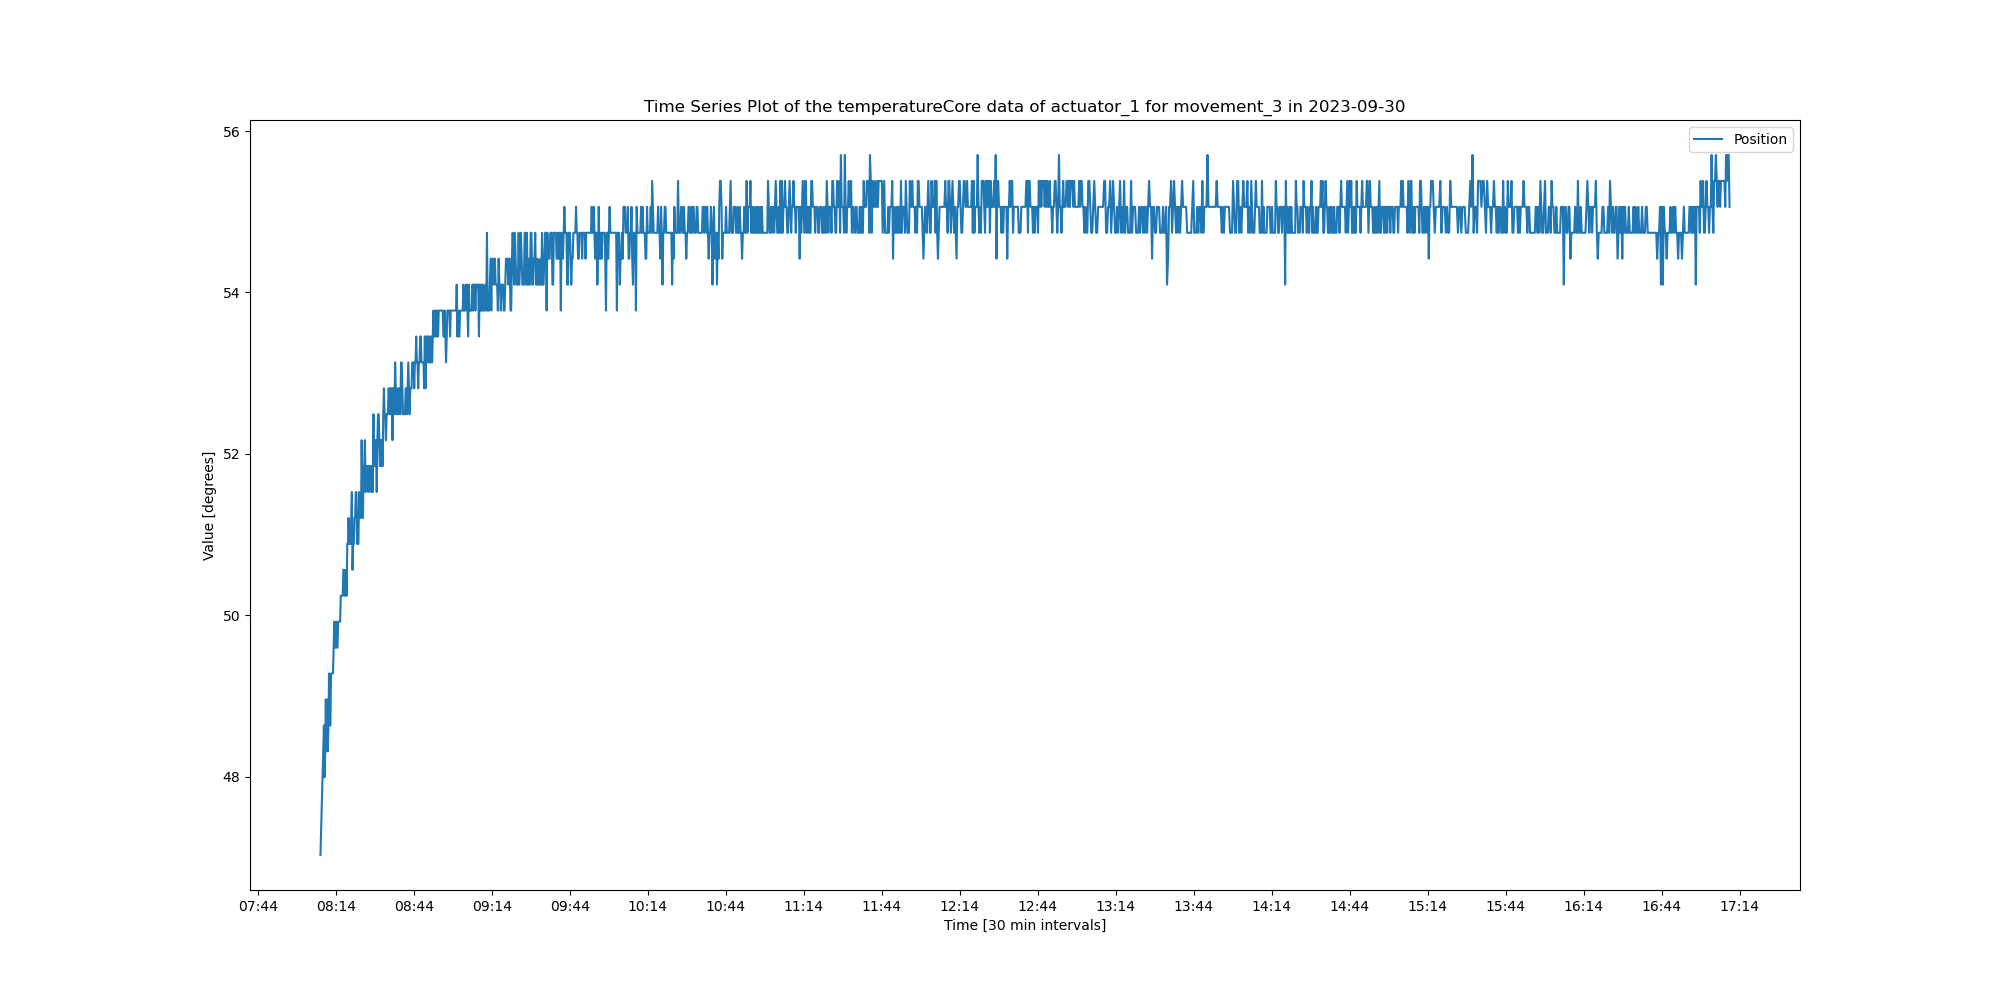 Time Series Plot of the temperatureCore data of actuator_1 for movement_3 in 2023-09-30
Position
56
54
52
50
48
Value [degrees]
07:44 08:14 08:44 09:14 09:44 10:14 10:44 11:14 11:44 12:14 12:44 13:14 13:44 14:14 14:44 15:14 15:44 16:14 16:44 17:14
Time [30 min intervals]